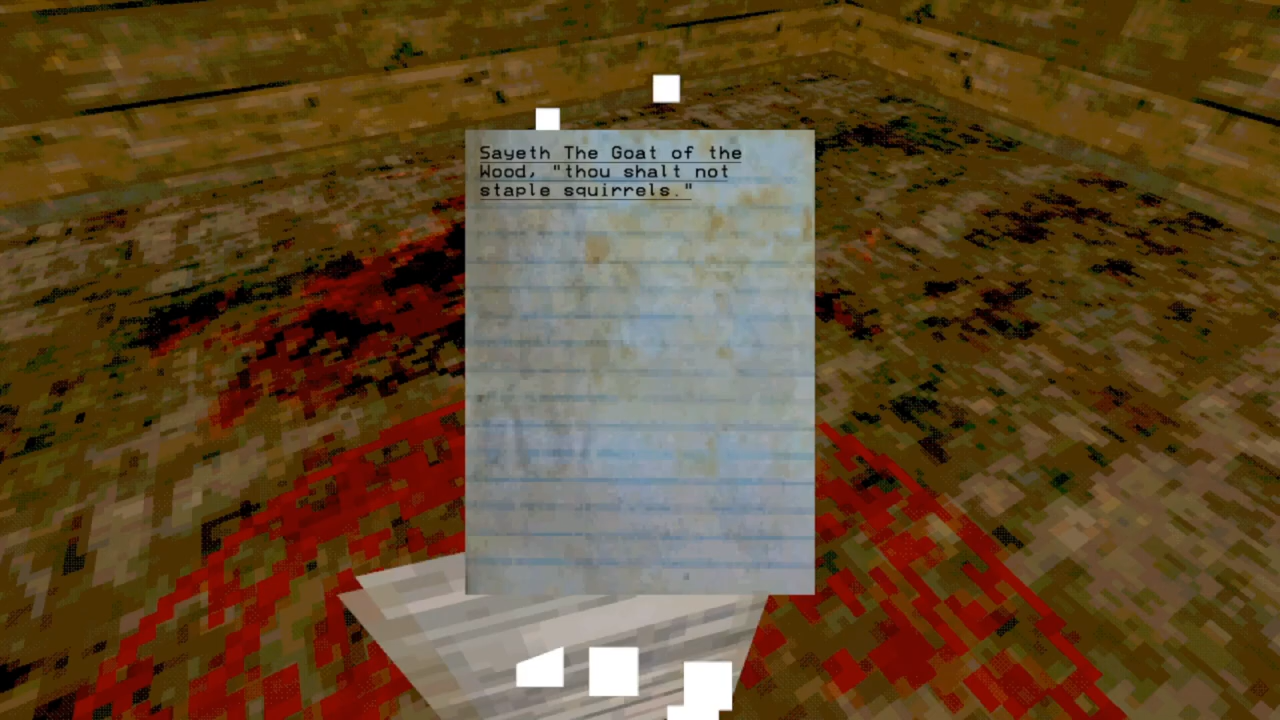 Sayeth The Goat of the
Wood, "thou shalt not
staple squirrels."